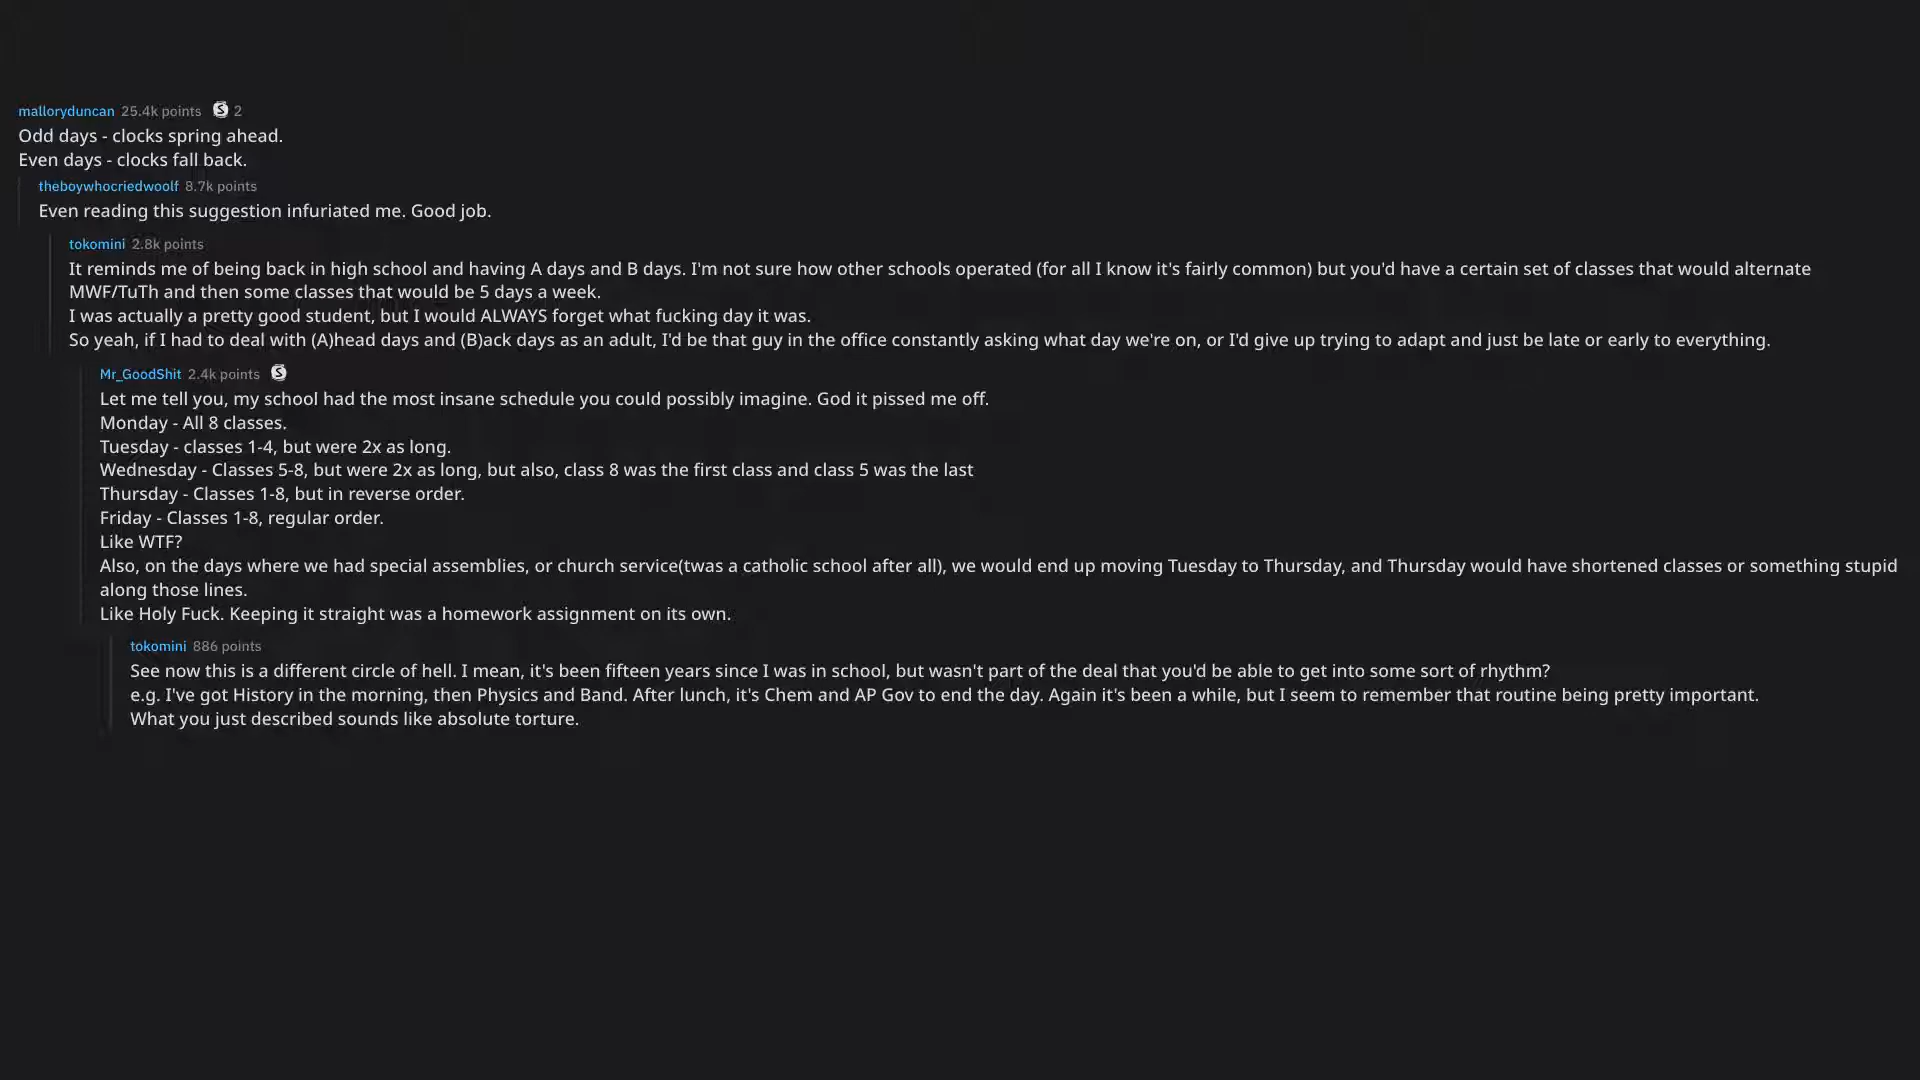 malloryduncan 25.4k points 2
Odd days - clocks spring ahead.
Even days - clocks fall back.
theboywhocriedwoolf 8.7k points
Even reading this suggestion infuriated me. Good job.
tokomini 2.8k points
It reminds me of being back in high school and having A days and B days. I'm not sure how other schools operated (for all I know it's fairly common) but you'd have a certain set of classes that would alternate
MWF/TuTh and then some classes that would be 5 days a week.
I was actually a pretty good student, but I would ALWAYS forget what fucking day it was.
So yeah, if I had to deal with (A)head days and (B)ack days as an adult, I'd be that guy in the office constantly asking what day we're on, or I'd give up trying to adapt and just be late or early to everything.
Mr_GoodShit 2.4k points
Let me tell you, my school had the most insane schedule you could possibly imagine. God it pissed me off.
Monday - All 8 classes.
Tuesday - classes 1-4, but were 2x as long.
Wednesday - Classes 5-8, but were 2x as long, but also, class 8 was the first class and class 5 was the last
Thursday - Classes 1-8, but in reverse order.
Friday - Classes 1-8, regular order.
Like WTF?
Also, on the days where we had special assemblies, or church service(twas a catholic school after all), we would end up moving Tuesday to Thursday, and Thursday would have shortened classes or something stupid
along those lines.
Like Holy Fuck. Keeping it straight was a homework assignment on its own.
tokomini 886 points
See now this is a different circle of hell. I mean, it's been fifteen years since I was in school, but wasn't part of the deal that you'd be able to get into some sort of rhythm?
e.g. I've got History in the morning, then Physics and Band. After lunch, it's Chem and AP Gov to end the day. Again it's been a while, but I seem to remember that routine being pretty important.
What you just described sounds like absolute torture.